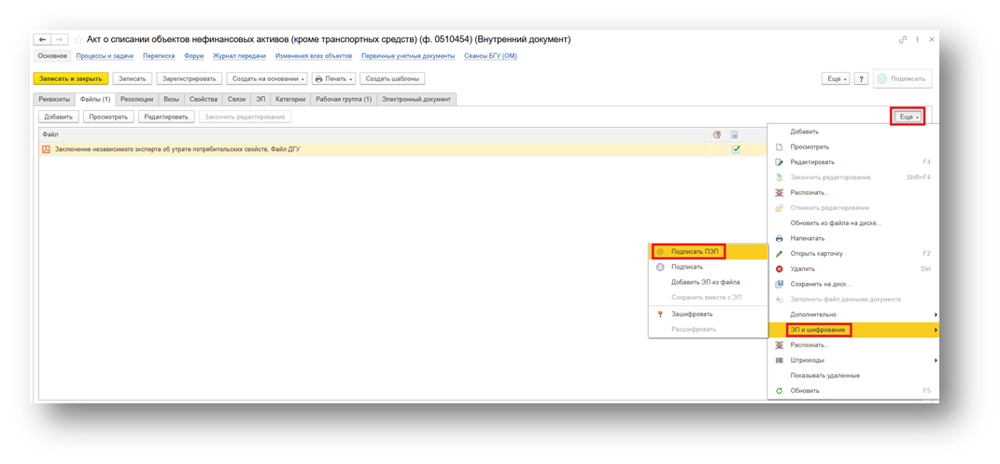 Акт о списании объектов нефинансовых активов (кроме транспортных средств) (ф. 0510454) (Внутренний документ)
Основное Процессы и задачи Переписка Форум Журнал передачи Изменения всех объектов Первичные учетные документы Сеансы БГУ (ОМ)
Записать и закрыть Записать Зарегистрировать Создать на основании Печать Создать шаблоны Еще ? Подписать
Реквизиты Файлы (1) Резолюции Визы Свойства Связи ЭП Категории Рабочая группа (1) Электронный документ
Добавить Просмотреть Редактировать Закончить редактирование Еще
Файл
Заключение независимого эксперта об утрате потребительских свойств, Файл ДГУ
Добавить
Просмотреть
Редактировать F4
Закончить редактирование Shift+F4
Распознать...
Отменить редактирование
Обновить из файла на диске...
Напечатать
Открыть карточку F2
Удалить Del
Сохранить на диск...
Заполнить файл данными документа
Дополнительно
ЭП и шифрование
Распознать...
Штрихкоды
Показывать удаленные
Обновить F5
Подписать ПЭП
Подписать
Добавить ЭП из файла
Сохранить вместе с ЭП
Зашифровать
Расшифровать